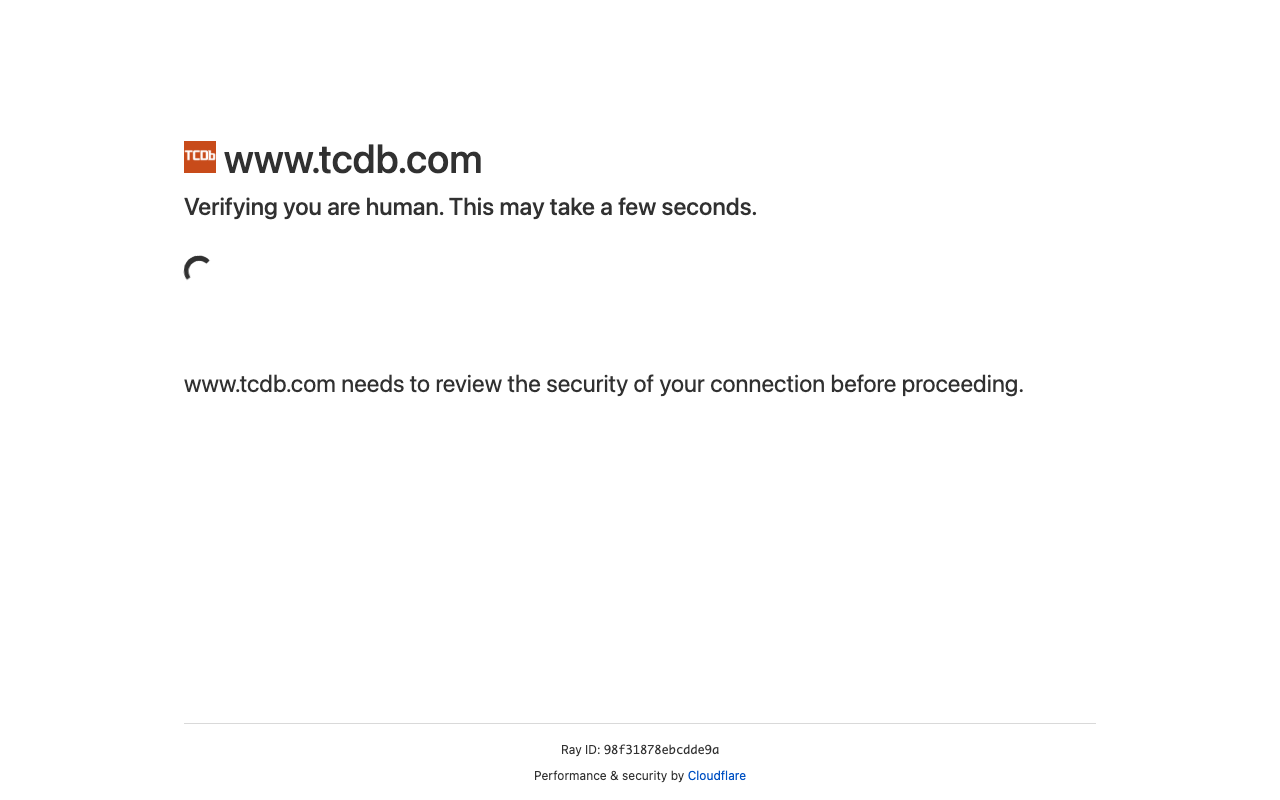 TCDb
www.tcdb.com
Verifying you are human. This may take a few seconds.
www.tcdb.com needs to review the security of your connection before proceeding.
Ray ID: 98f31878ebcdde9a
Performance & security by Cloudflare